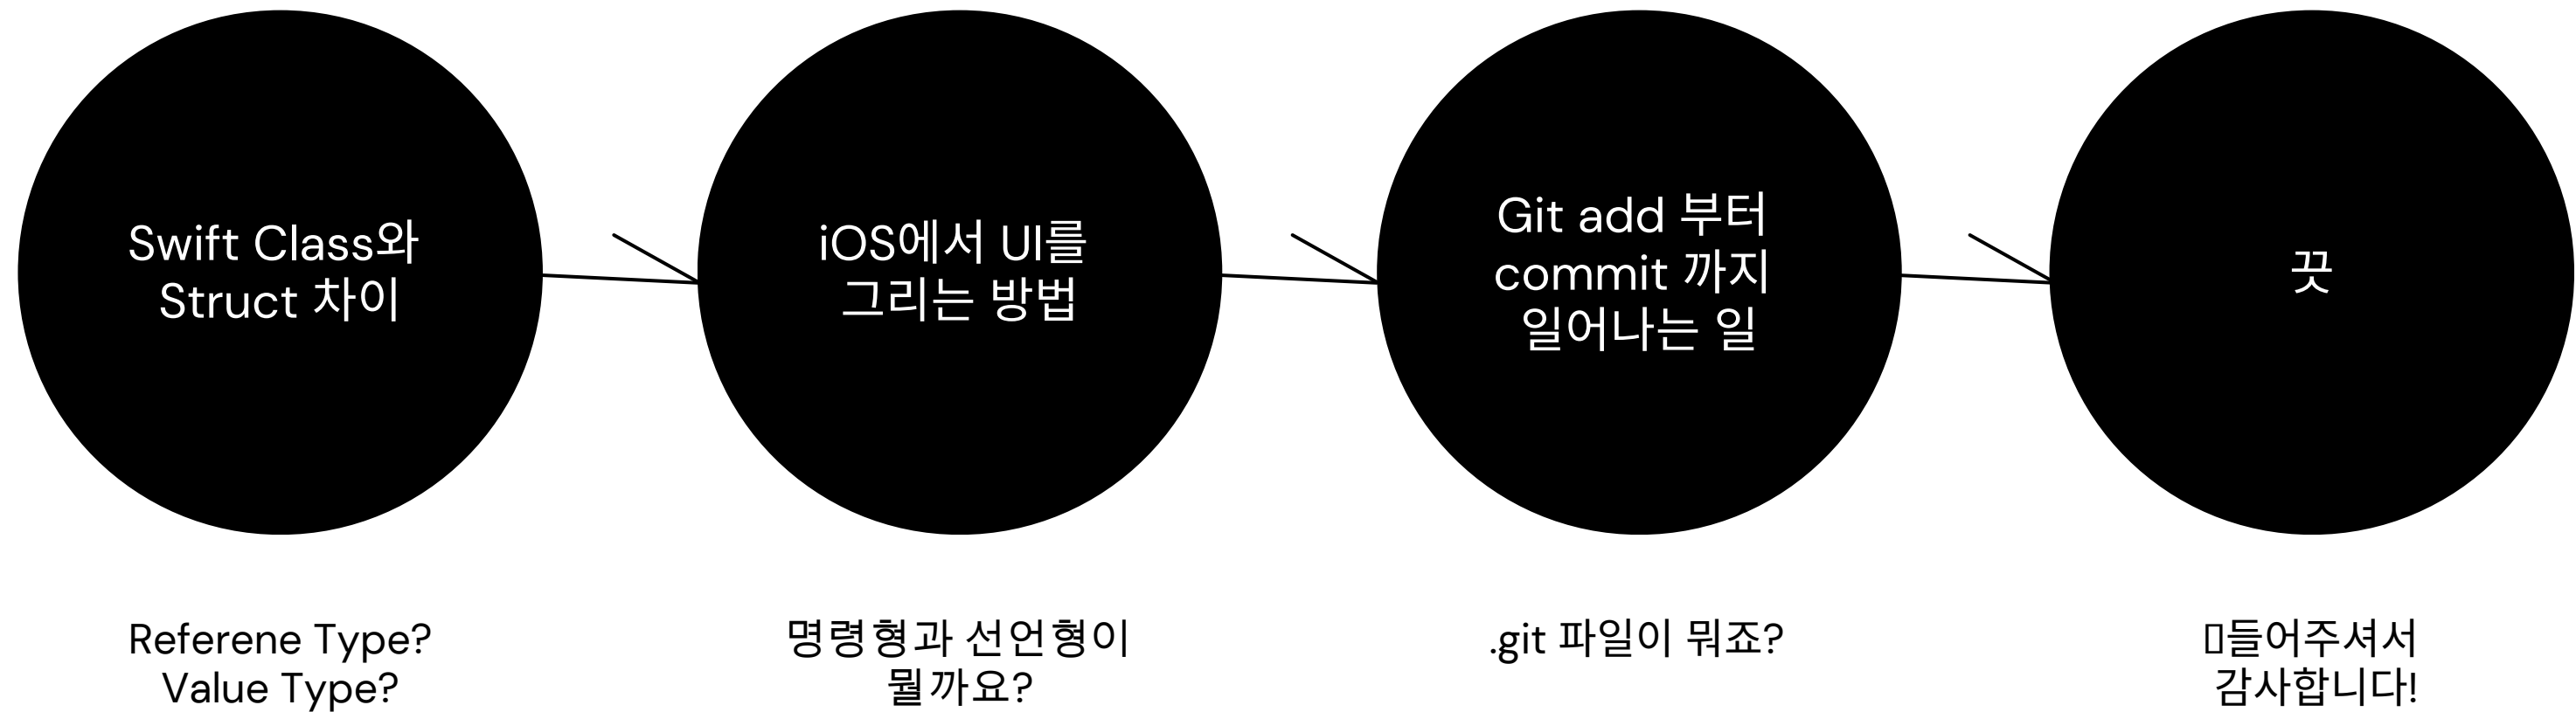 Swift Class와
Struct 차이
iOS에서 UI를
그리는 방법
Git add 부터
commit 까지
일어나는 일
끗
Referene Type?
Value Type?
명령형과 선언형이
뭘까요?
.git 파일이 뭐죠?
들어주셔서
감사합니다!